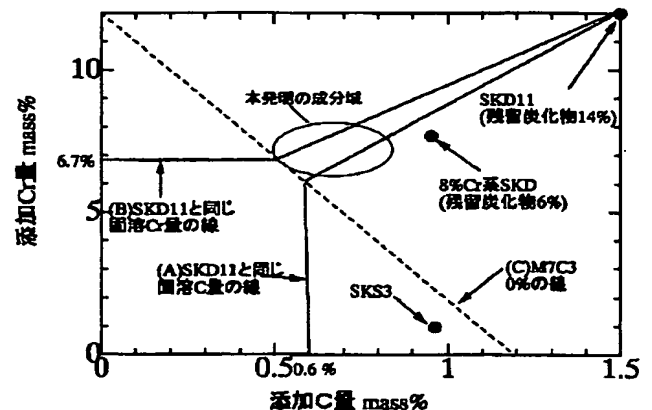 添加Cr量 mass%
10
5
0
6.7%
本発明の成分域
SKD11
(残留炭化物14%)
8%Cr系SKD
(残留炭化物6%)
(B)SKD11と同じ
固溶Cr量の線
(A)SKD11と同じ
固溶C量の線
SKS3
(C)M7C3
0%の線
0
0.5
0.6 %
1
1.5
添加C量 mass%